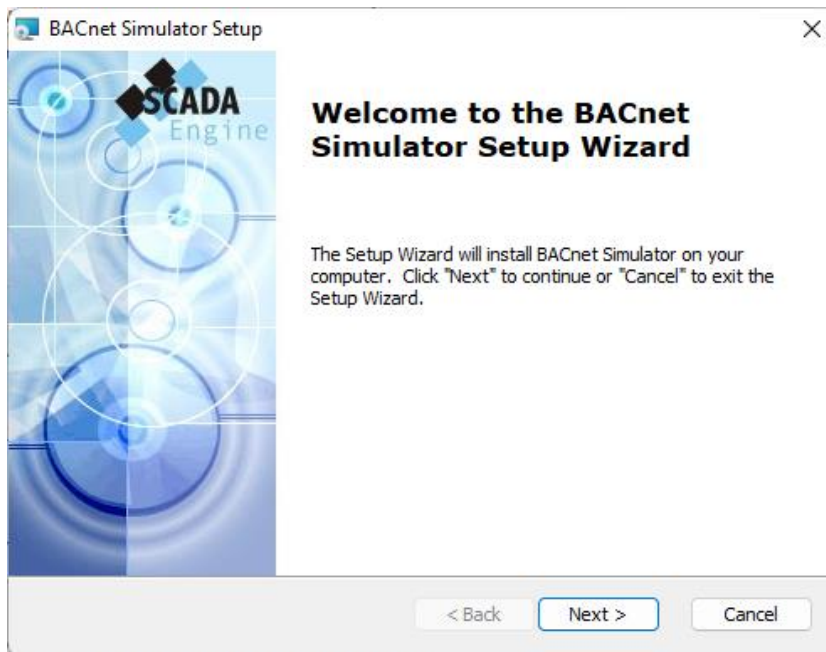 BACnet Simulator Setup
SCADA
Engine
Welcome to the BACnet
Simulator Setup Wizard
The Setup Wizard will install BACnet Simulator on your
computer. Click "Next" to continue or "Cancel" to exit the
Setup Wizard.
< Back
Next >
Cancel